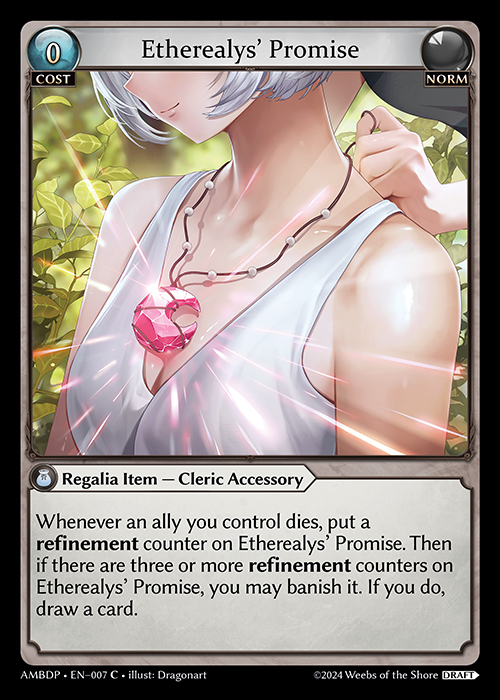 0
Etherealys’ Promise
COST
NORM
Regalia Item — Cleric Accessory
Whenever an ally you control dies, put a
refinement counter on Etherealys’ Promise. Then
if there are three or more refinement counters on
Etherealys’ Promise, you may banish it. If you do,
draw a card.
AMBDP • EN–007 C • illust: Dragonart
©2024 Weebs of the Shore DRAFT